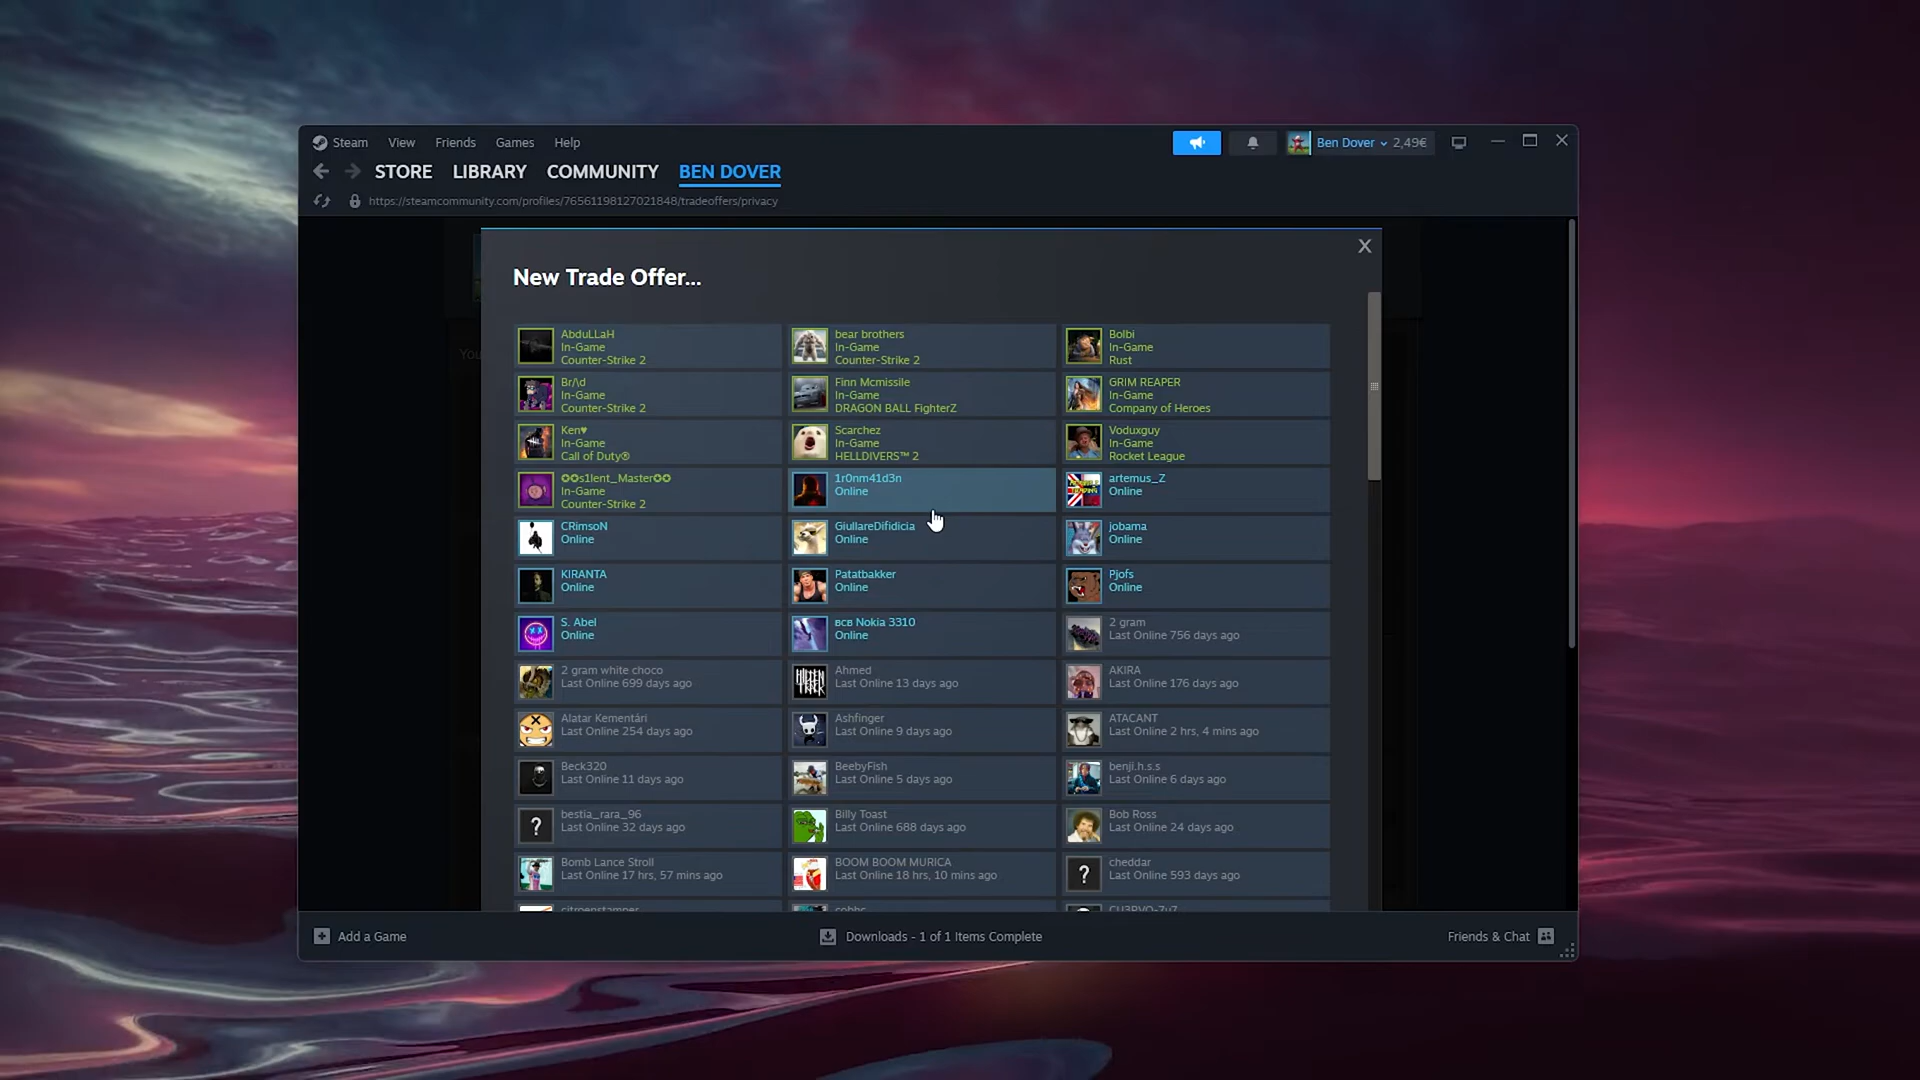 Steam View Friends Games Help
Ben Dover 2,49€
STORE LIBRARY COMMUNITY BEN DOVER
https://steamcommunity.com/profiles/76561198127021848/tradeoffers/privacy
X
New Trade Offer...
You
AbduLLaH
In-Game
Counter-Strike 2
bear brothers
In-Game
Counter-Strike 2
Bolbi
In-Game
Rust
Br/\d
In-Game
Counter-Strike 2
Finn Mcmissile
In-Game
DRAGON BALL FighterZ
GRIM REAPER
In-Game
Company of Heroes
Ken♥
In-Game
Call of Duty®
Scarchez
In-Game
HELLDIVERS™ 2
Voduxguy
In-Game
Rocket League
✪✪s1lent_Master✪✪
In-Game
Counter-Strike 2
1r0nm41d3n
Online
artemus_Z
Online
CRimsoN
Online
GiullareDifidicia
Online
jobama
Online
KIRANTA
Online
Patatbakker
Online
Pjofs
Online
S. Abel
Online
ʙᴄʙ Nokia 3310
Online
2 gram
Last Online 756 days ago
2 gram white choco
Last Online 699 days ago
Ahmed
Last Online 13 days ago
AKIRA
Last Online 176 days ago
Alatar Kementári
Last Online 254 days ago
Ashfinger
Last Online 9 days ago
ATACANT
Last Online 2 hrs, 4 mins ago
Beck320
Last Online 11 days ago
BeebyFish
Last Online 5 days ago
benji.h.s.s
Last Online 6 days ago
bestia_rara_96
Last Online 32 days ago
Billy Toast
Last Online 688 days ago
Bob Ross
Last Online 24 days ago
Bomb Lance Stroll
Last Online 17 hrs, 57 mins ago
BOOM BOOM MURICA
Last Online 18 hrs, 10 mins ago
cheddar
Last Online 593 days ago
Add a Game
Downloads - 1 of 1 Items Complete
Friends & Chat